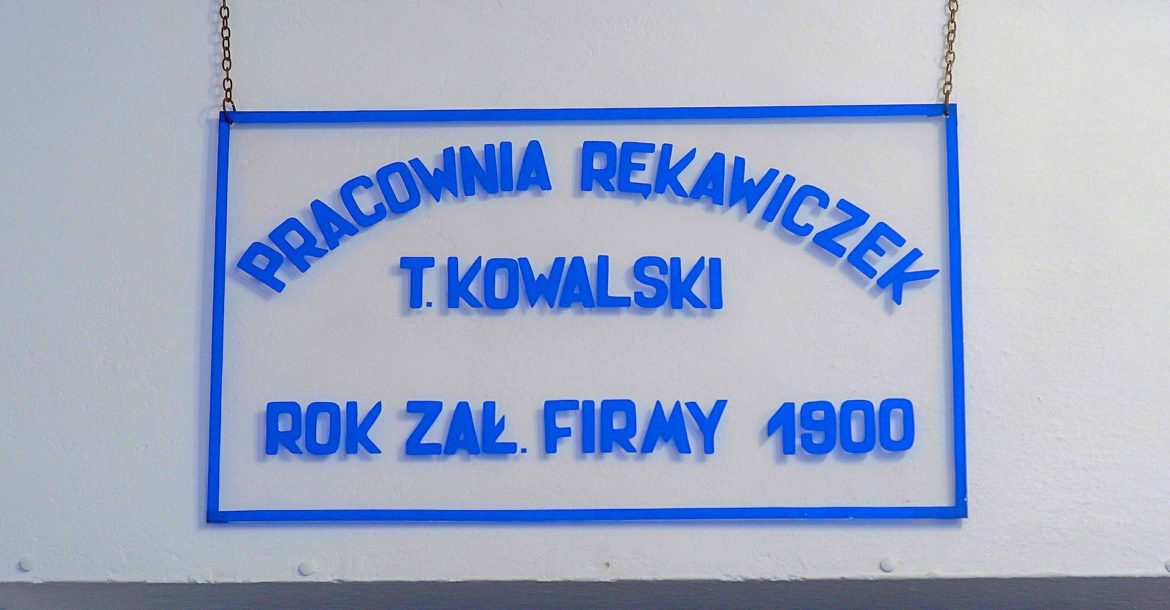 PRACOWNIA RĘKAWICZEK
T. KOWALSKI
ROK ZAŁ. FIRMY 1900